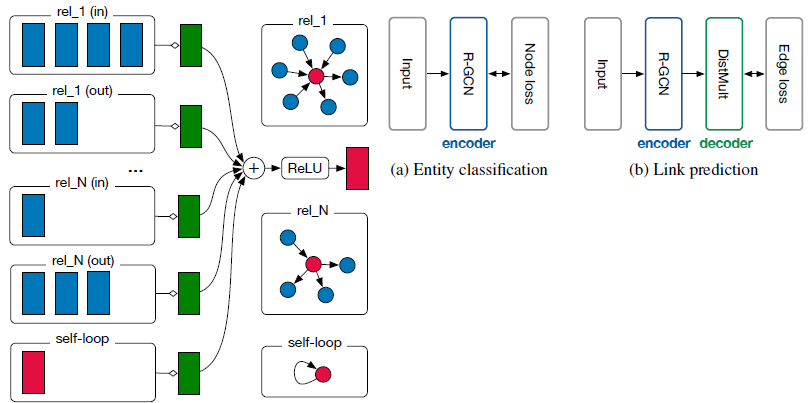 rel_1 (in)
rel_1 (out)
...
rel_N (in)
rel_N (out)
self-loop
+
ReLU
rel_1
rel_N
self-loop
Input
R-GCN
Node loss
encoder
(a) Entity classification
Input
R-GCN
DistMult
Edge loss
encoder
decoder
(b) Link prediction